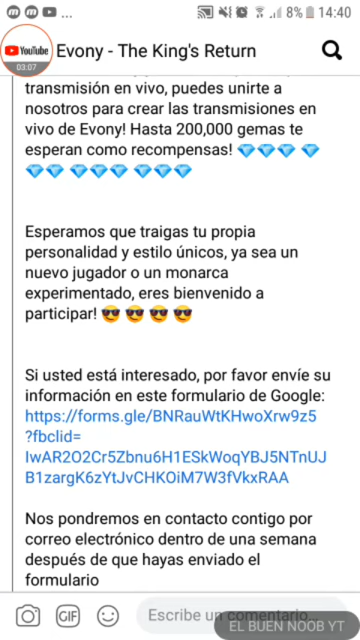 8% 14:40
YouTube
03:07
Evony - The King's Return
transmisión en vivo, puedes unirte a
nosotros para crear las transmisiones en
vivo de Evony! Hasta 200,000 gemas te
esperan como recompensas! 💎💎💎 💎
💎💎 💎💎💎 💎💎💎
Esperamos que traigas tu propia
personalidad y estilo únicos, ya sea un
nuevo jugador o un monarca
experimentado, eres bienvenido a
participar! 😎 😎 😎 😎
Si usted está interesado, por favor envíe su
información en este formulario de Google:
https://forms.gle/BNRauWtKHwoXrw9z5
?fbclid=
IwAR2O2Cr5Zbnu6H1ESkWoqYBJ5NTnUJ
B1zargK6zYtJvCHKOiM7W3fVkxRAA
Nos pondremos en contacto contigo por
correo electrónico dentro de una semana
después de que hayas enviado el
formulario
GIF
Escribe un comentario...
EL BUEN NOOB YT